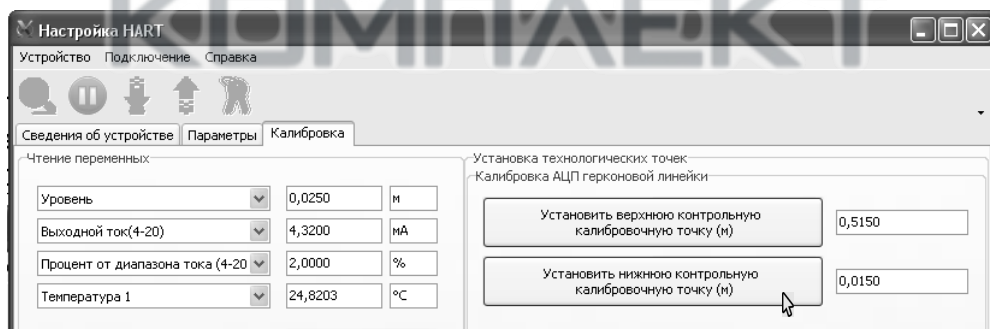 КОМПЛЕКТ
Настройка HART
Устройство Подключение Справка
Сведения об устройстве Параметры Калибровка
Чтение переменных
Уровень 0,0250 м
Выходной ток(4-20) 4,3200 мА
Процент от диапазона тока (4-20 2,0000 %
Температура 1 24,8203 °C
Установка технологических точек
Калибровка АЦП герконовой линейки
Установить верхнюю контрольную
калибровочную точку (м) 0,5150
Установить нижнюю контрольную
калибровочную точку (м) 0,0150